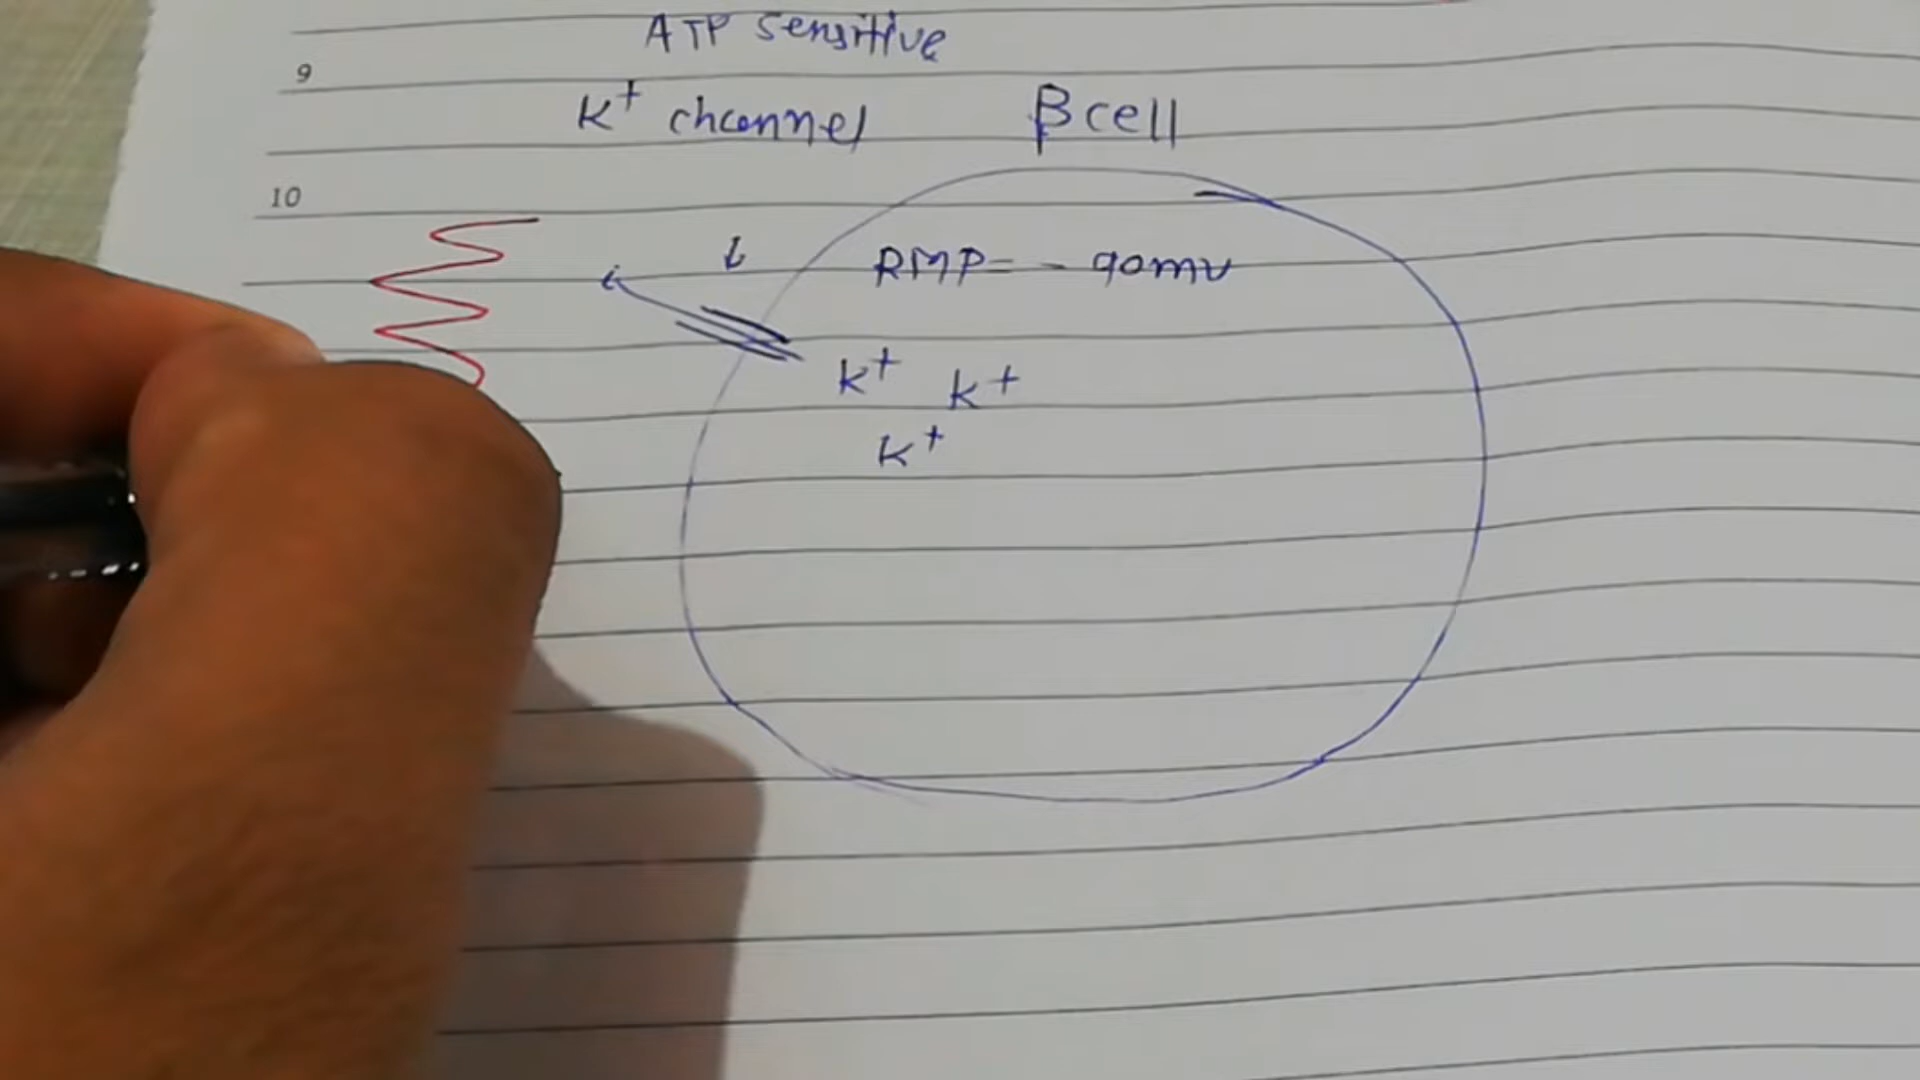 ATP sensitive
9
K+ channel
β cell
10
RMP = - 90mv
K+ K+
K+